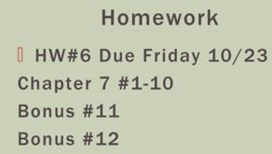 Homework
HW#6 Due Friday 10/23
Chapter 7 #1-10
Bonus #11
Bonus #12